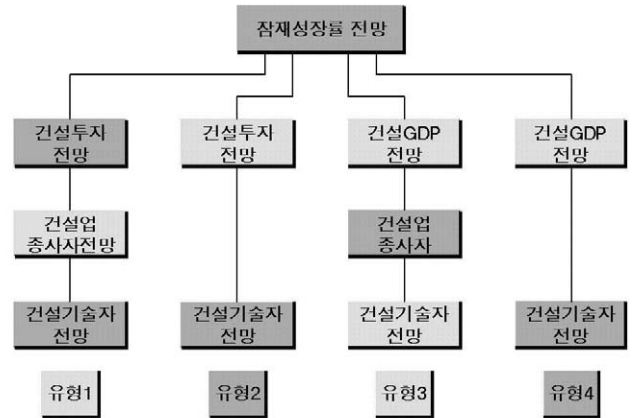 잠재성장률 전망
건설투자
전망
건설투자
전망
건설GDP
전망
건설GDP
전망
건설업
종사자전망
건설업
종사자
건설기술자
전망
건설기술자
전망
건설기술자
전망
건설기술자
전망
유형1
유형2
유형3
유형4